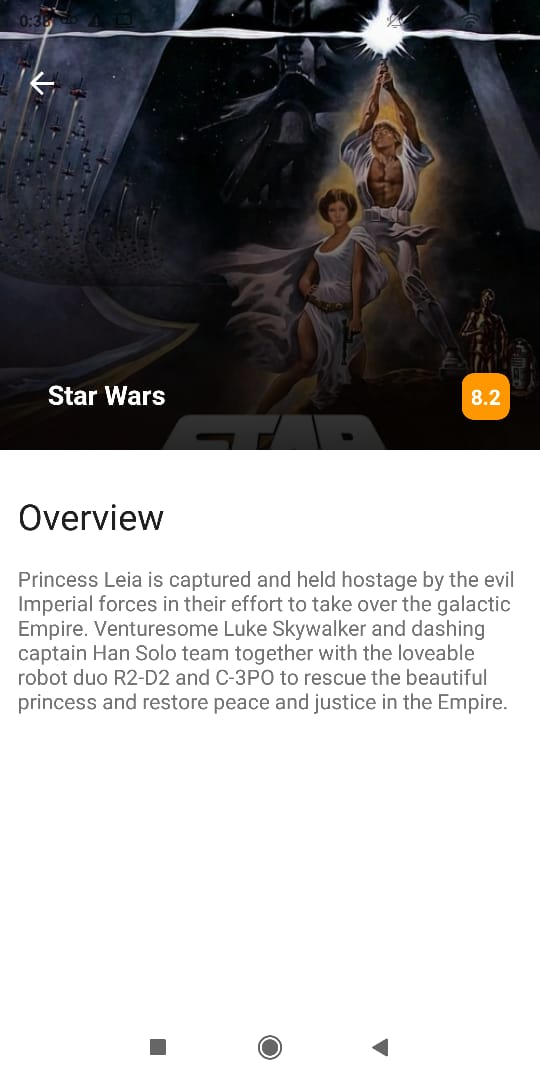 0:38
Star Wars
8.2
STAR
Overview
Princess Leia is captured and held hostage by the evil
Imperial forces in their effort to take over the galactic
Empire. Venturesome Luke Skywalker and dashing
captain Han Solo team together with the loveable
robot duo R2-D2 and C-3PO to rescue the beautiful
princess and restore peace and justice in the Empire.